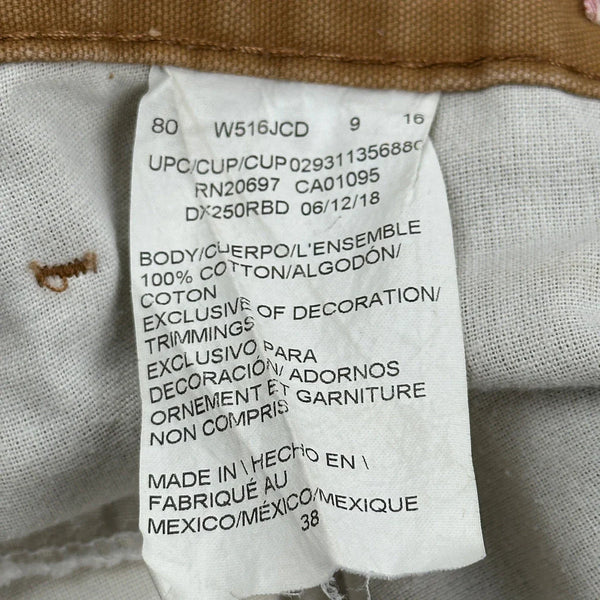 80 W516JCD 9 16
UPC/CUP/CUP029311356880
RN20697 CA01095
DX250RBD 06/12/18
BODY/CUERPO/L'ENSEMBLE
100% COTTON/ALGODÓN/
COTON
EXCLUSIVE OF DECORATION/
TRIMMINGS
EXCLUSIVO PARA
DECORACIÓN/ ADORNOS
ORNEMENT ET GARNITURE
NON COMPRIS
MADE IN \ HECHO EN \
FABRIQUÉ AU
MEXICO/MÉXICO/MEXIQUE
38